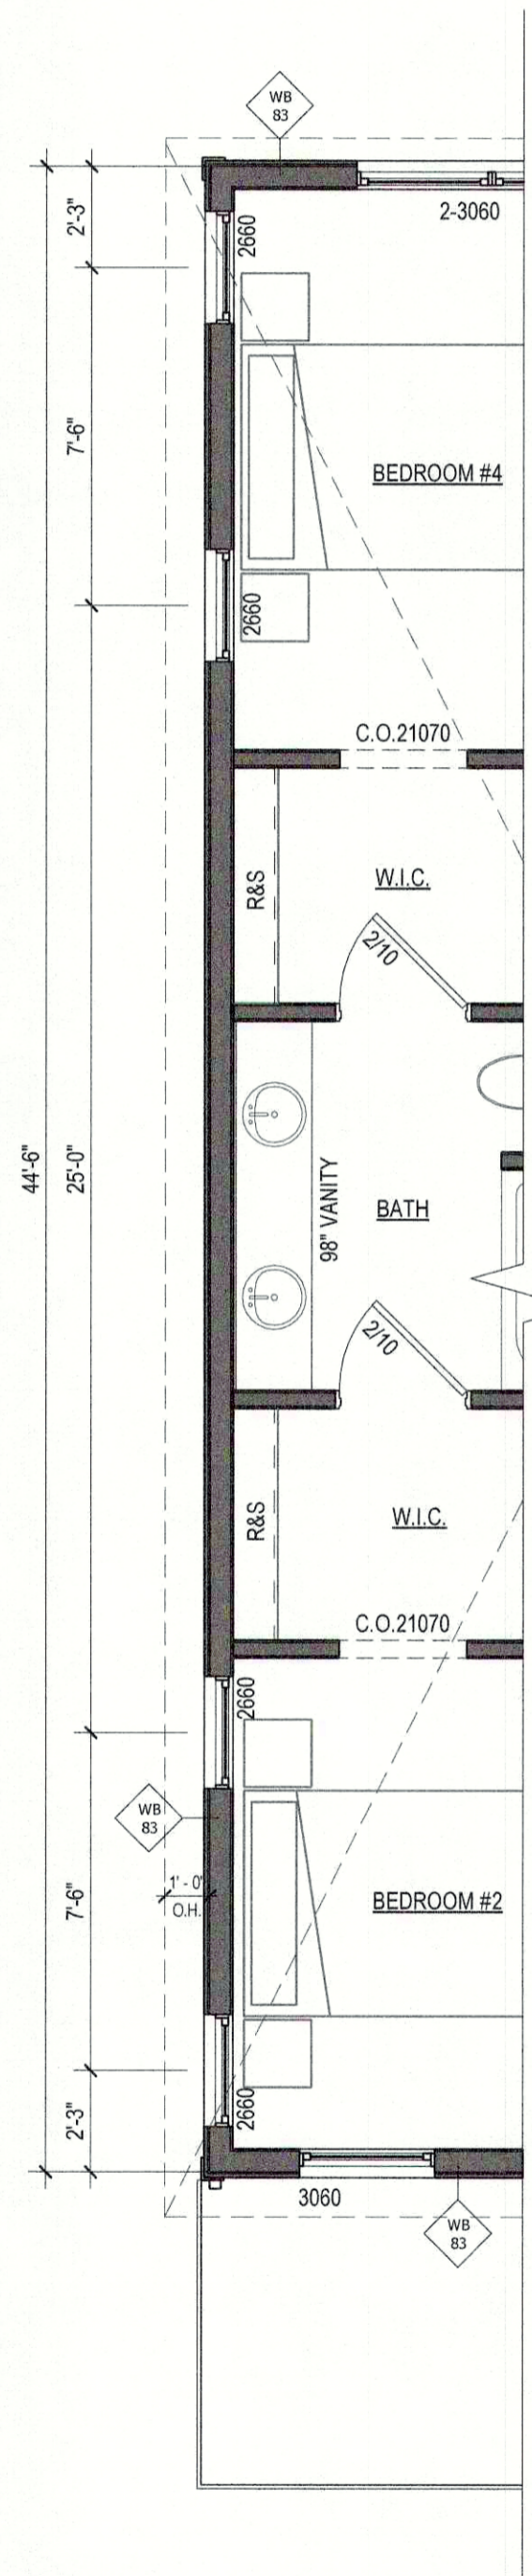 WB
83
2'-3"
2660
2-3060
7'-6"
BEDROOM #4
2660
C.O.21070
R&S
W.I.C.
2/10
44'-6"
25'-0"
98" VANITY
BATH
2/10
R&S
W.I.C.
C.O.21070
2660
WB
83
1' - 0"
O.H.
7'-6"
BEDROOM #2
2'-3"
2660
3060
WB
83